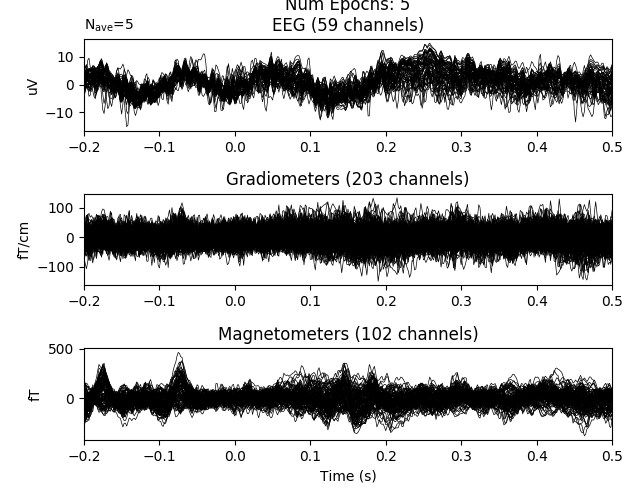 Num Epochs: 5
N_ave=5
EEG (59 channels)
10
0
−10
uV
−0.2 −0.1 0.0 0.1 0.2 0.3 0.4 0.5
Gradiometers (203 channels)
100
0
−100
fT/cm
−0.2 −0.1 0.0 0.1 0.2 0.3 0.4 0.5
Magnetometers (102 channels)
500
0
fT
−0.2 −0.1 0.0 0.1 0.2 0.3 0.4 0.5
Time (s)